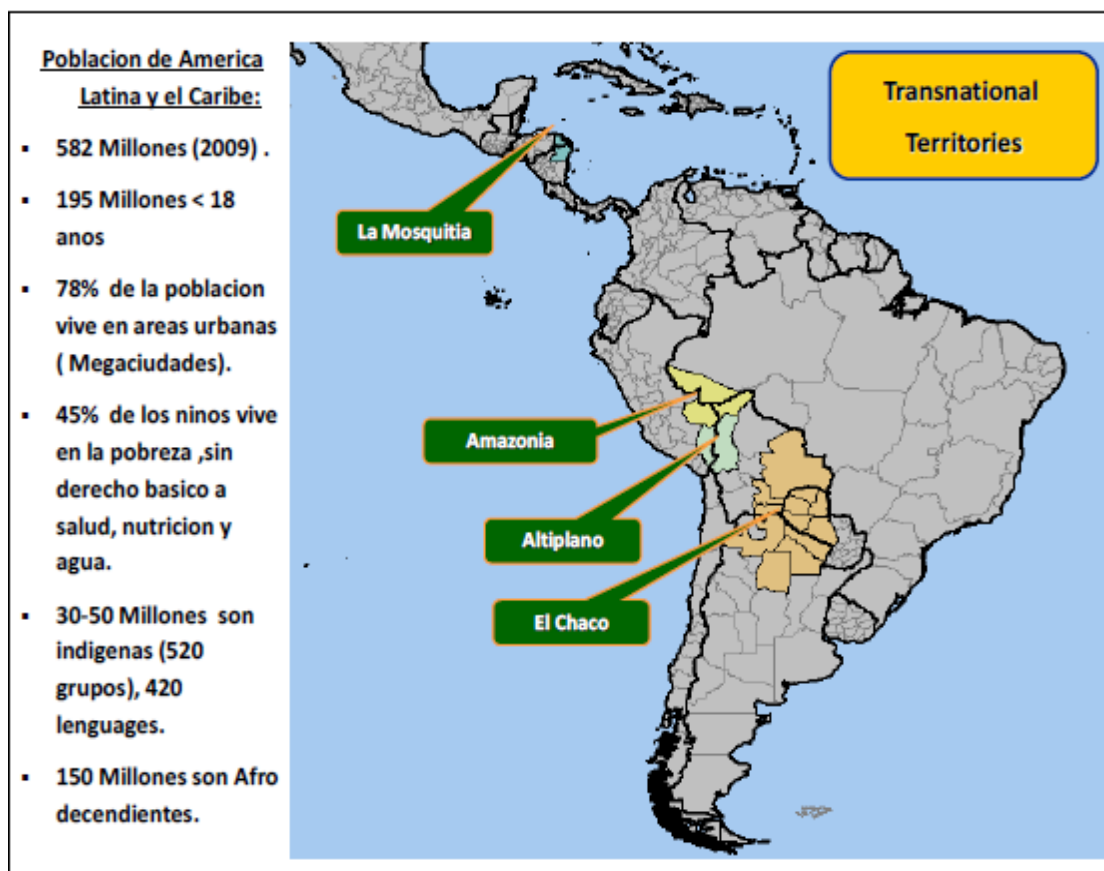 Poblacion de America
Latina y el Caribe:
▪ 582 Millones (2009) .
▪ 195 Millones < 18
anos
▪ 78% de la poblacion
vive en areas urbanas
( Megaciudades).
▪ 45% de los ninos vive
en la pobreza ,sin
derecho basico a
salud, nutricion y
agua.
▪ 30-50 Millones son
indigenas (520
grupos), 420
lenguages.
▪ 150 Millones son Afro
decendientes.
Transnational
Territories
La Mosquitia
Amazonia
Altiplano
El Chaco